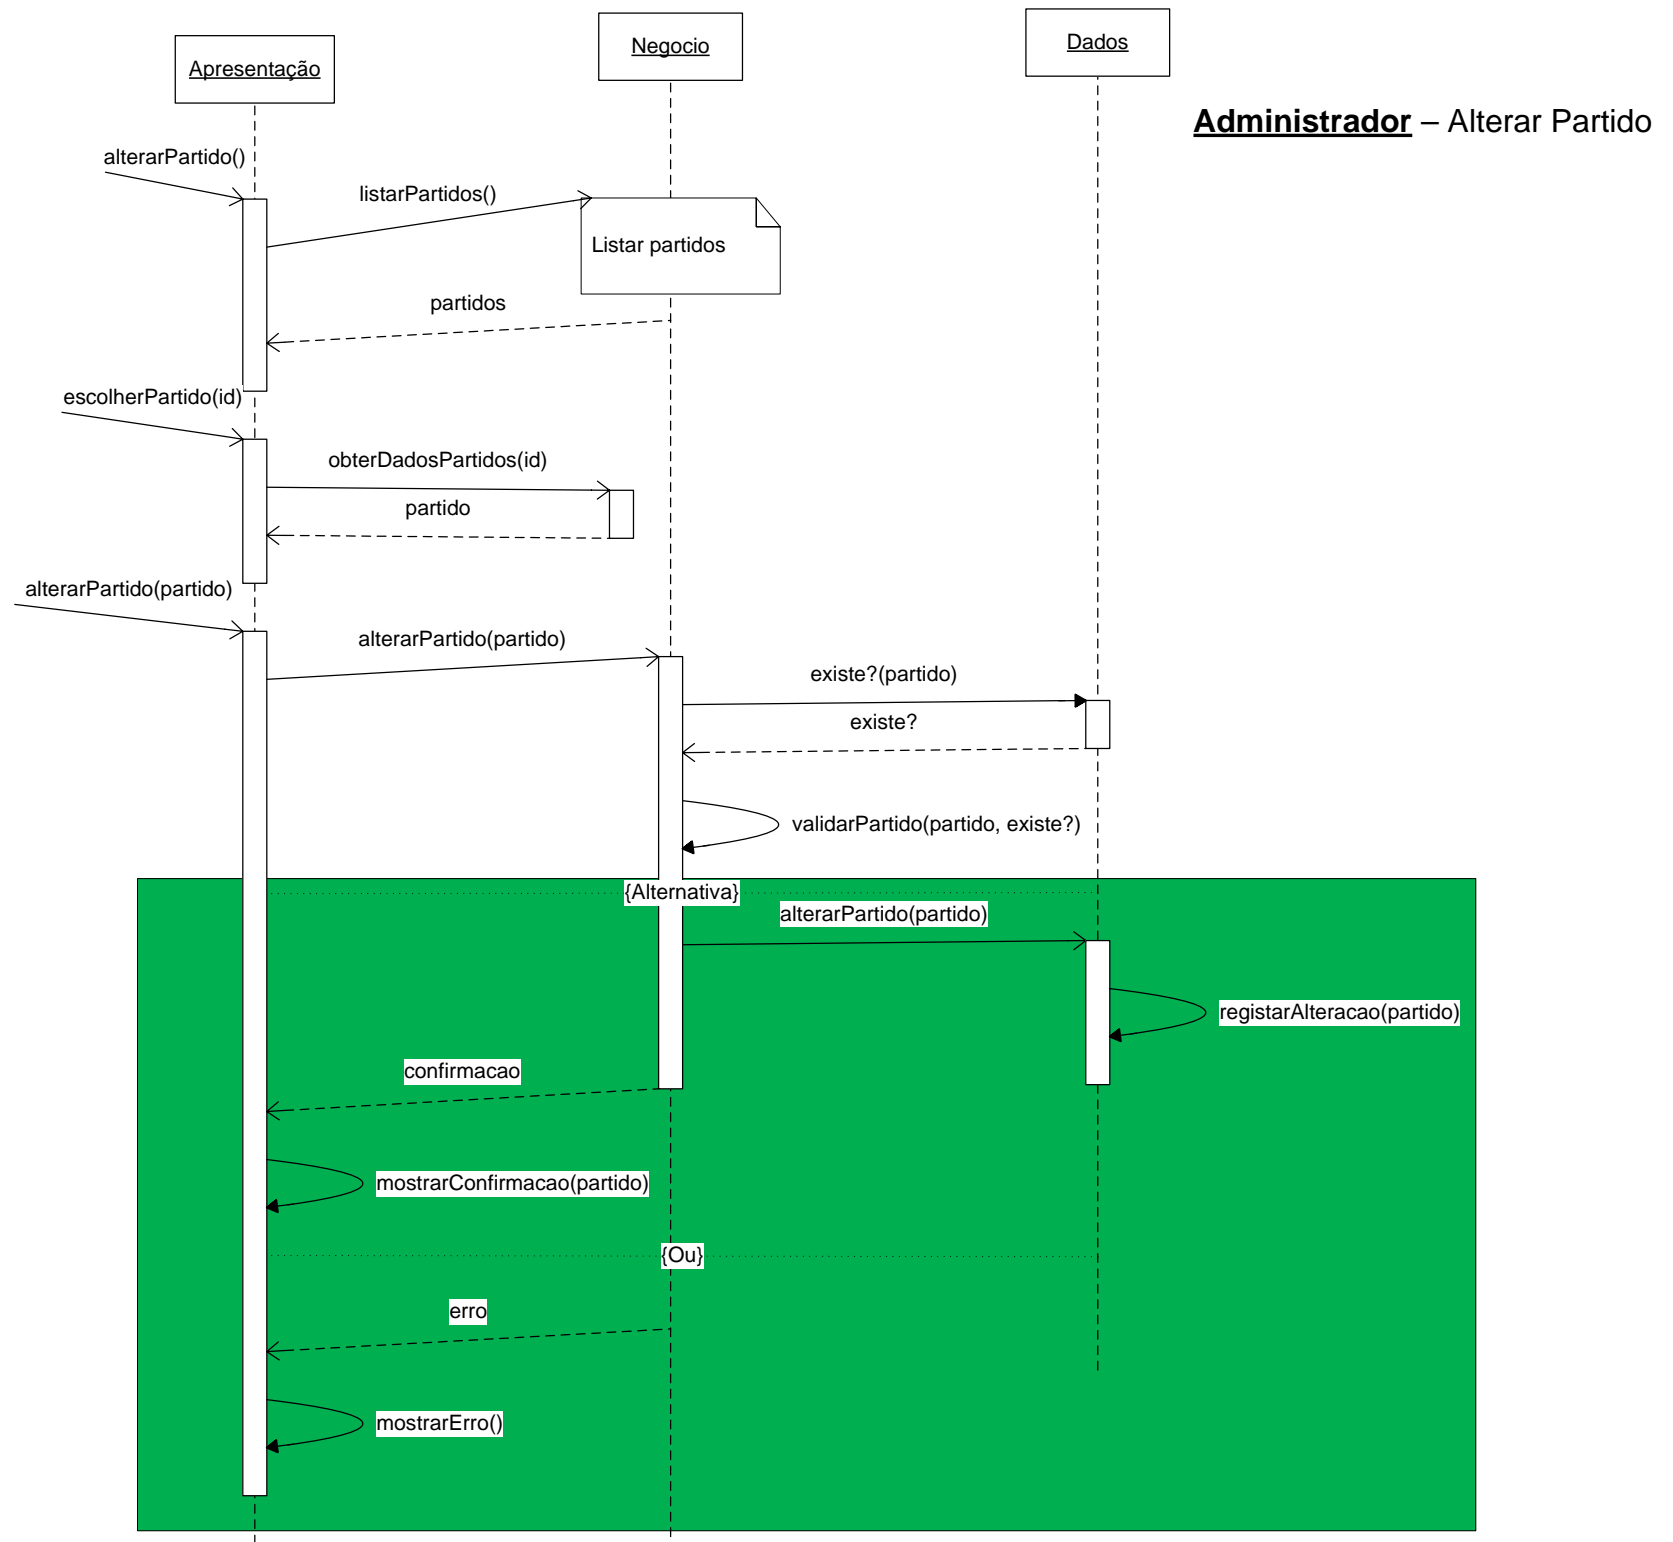 Apresentação
Negocio
Dados
Administrador – Alterar Partido
alterarPartido()
listarPartidos()
Listar partidos
partidos
escolherPartido(id)
obterDadosPartidos(id)
partido
alterarPartido(partido)
alterarPartido(partido)
existe?(partido)
existe?
validarPartido(partido, existe?)
{Alternativa}
alterarPartido(partido)
registarAlteracao(partido)
confirmacao
mostrarConfirmacao(partido)
{Ou}
erro
mostrarErro()